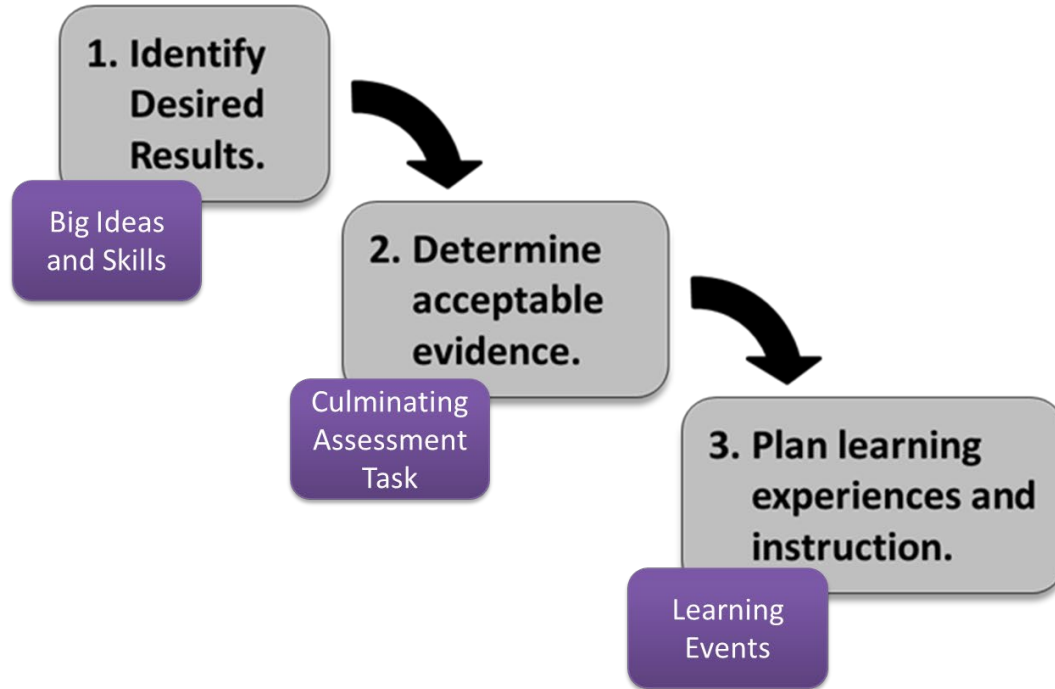 1. Identify
Desired
Results.
Big Ideas
and Skills
2. Determine
acceptable
evidence.
Culminating
Assessment
Task
3. Plan learning
experiences and
instruction.
Learning
Events